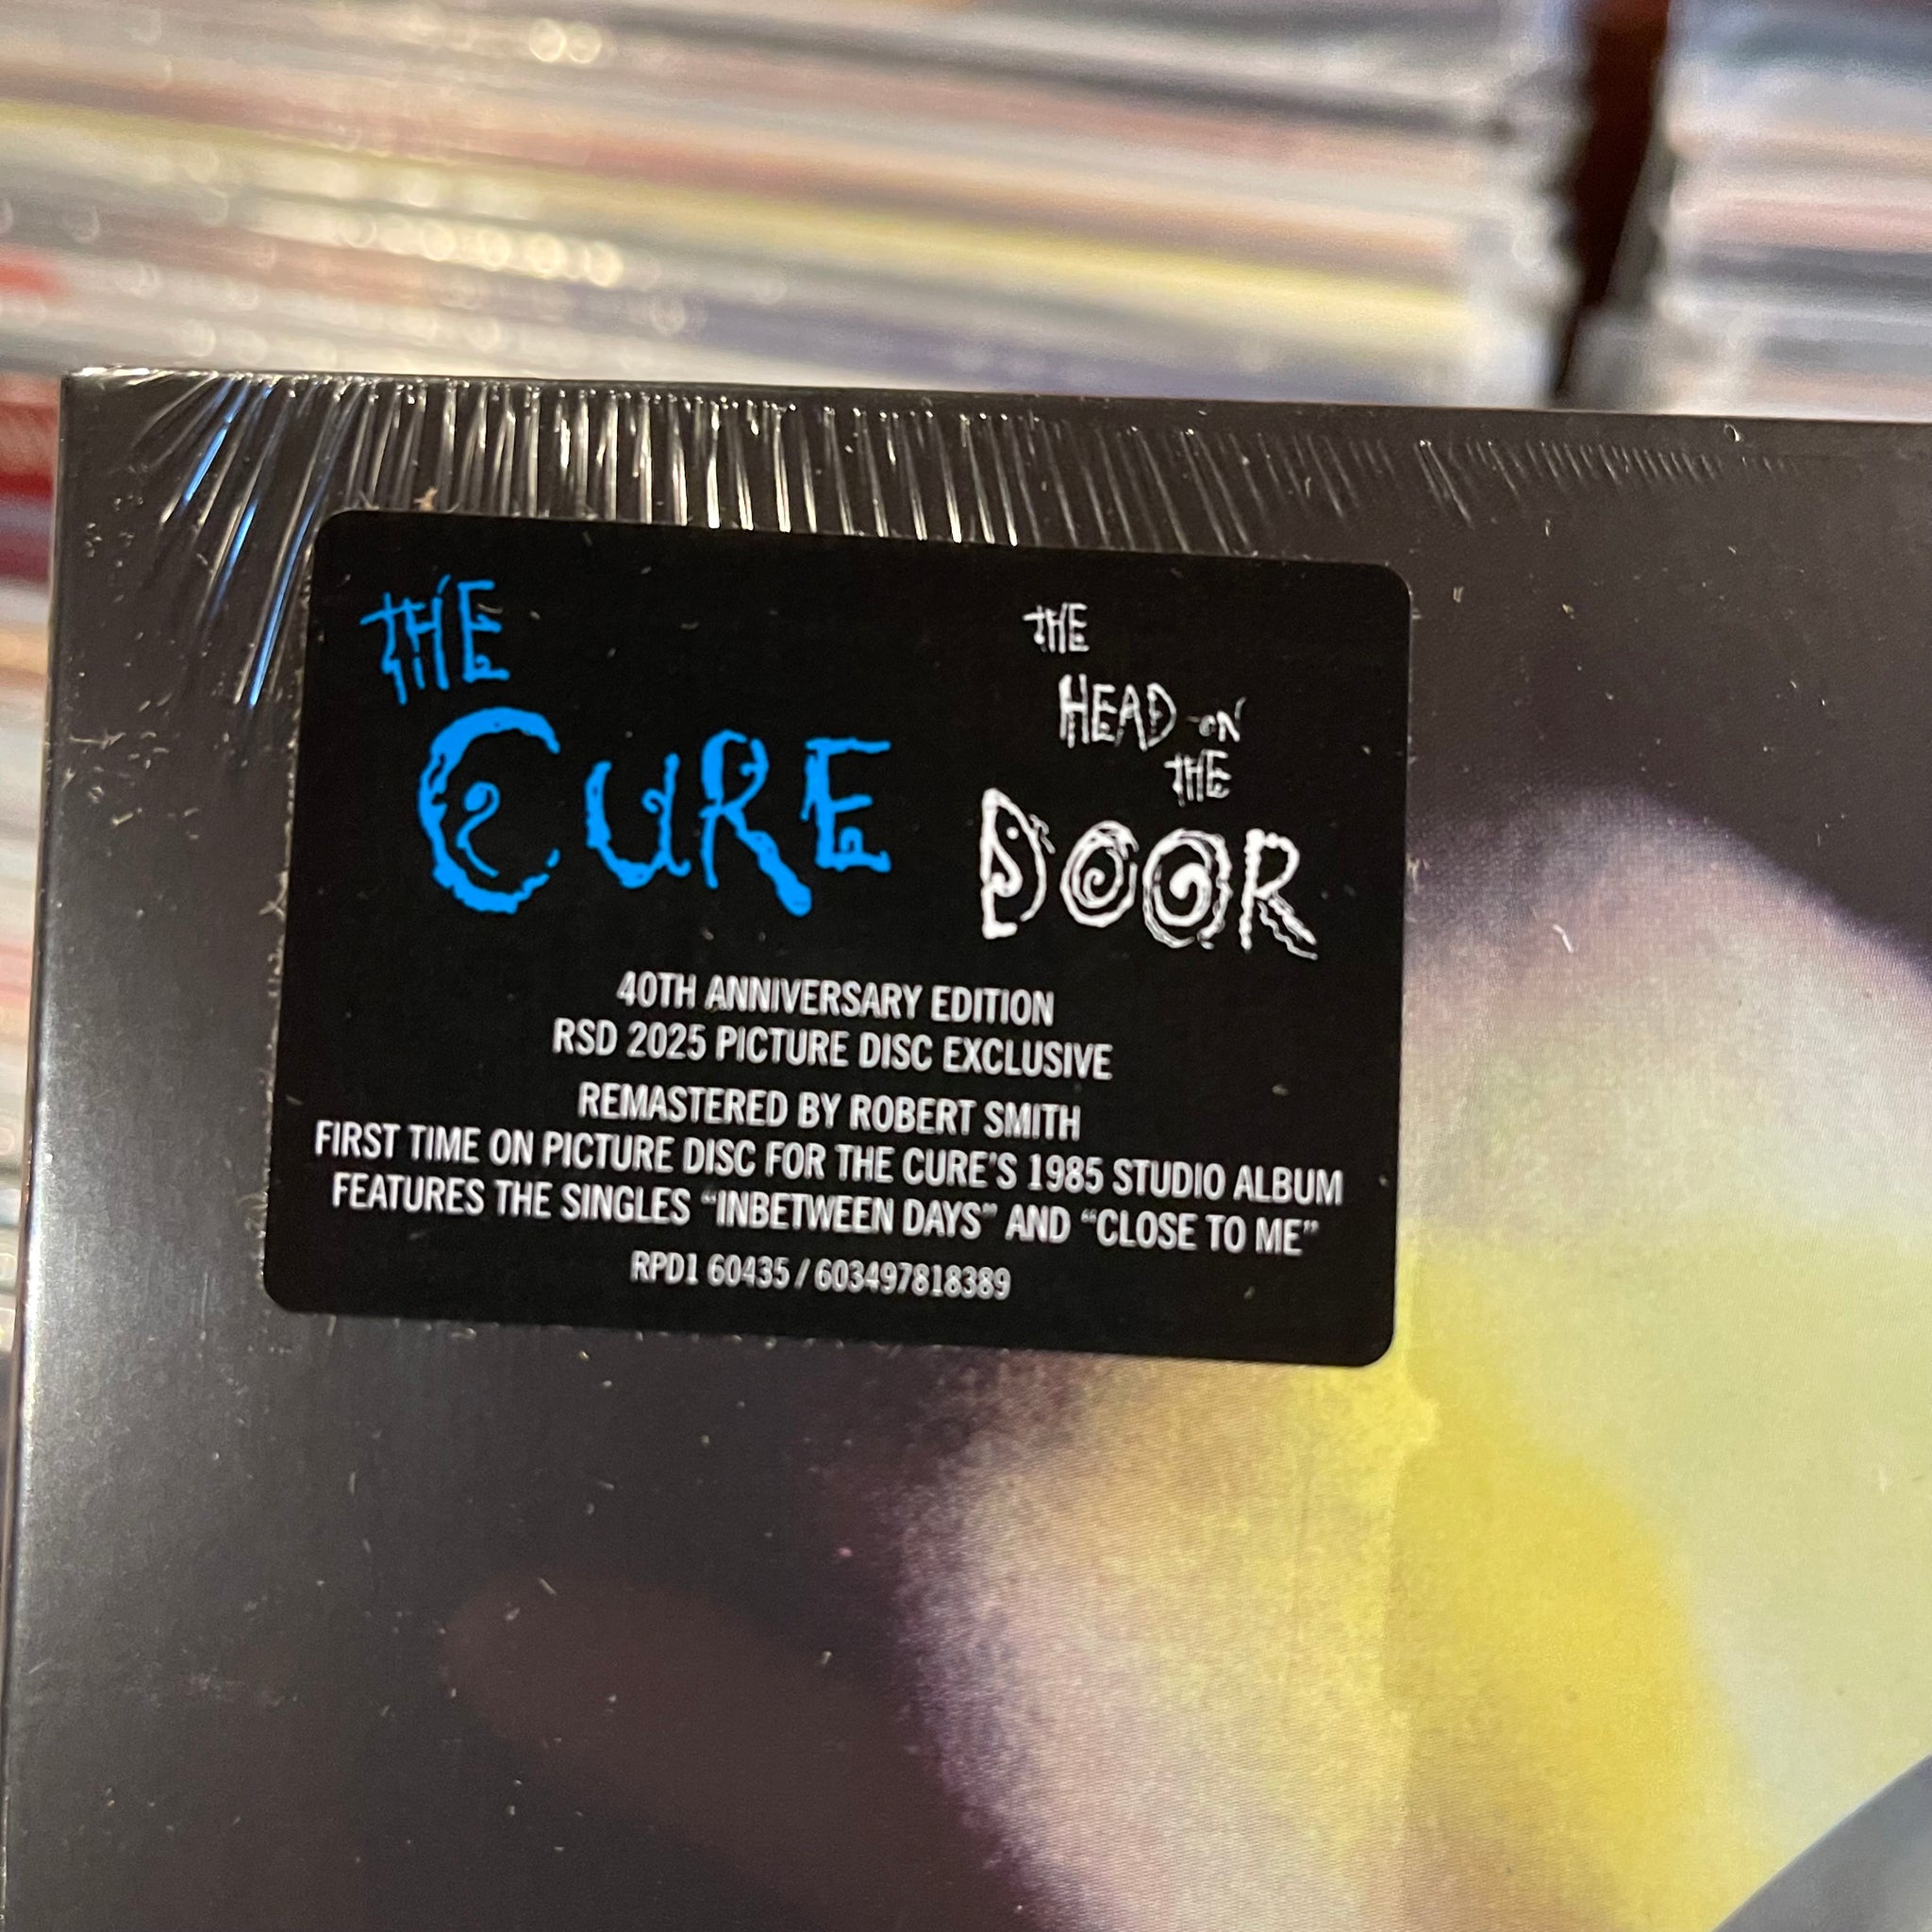 THE
CURE
THE
HEAD ON
THE
DOOR
40TH ANNIVERSARY EDITION
RSD 2025 PICTURE DISC EXCLUSIVE
REMASTERED BY ROBERT SMITH
FIRST TIME ON PICTURE DISC FOR THE CURE'S 1985 STUDIO ALBUM
FEATURES THE SINGLES “INBETWEEN DAYS” AND “CLOSE TO ME”
RPD1 60435 / 603497818389